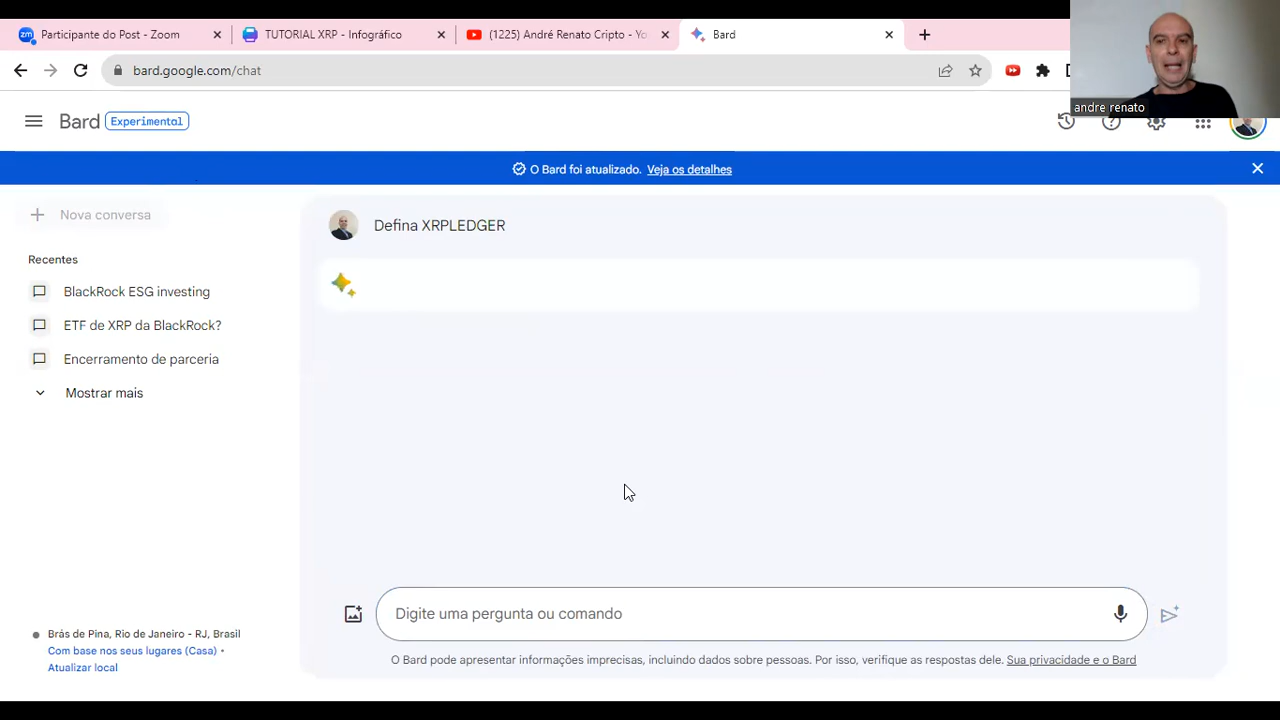 Participante do Post - Zoom
TUTORIAL XRP - Infográfico
(1225) André Renato Cripto - Yo
Bard
bard.google.com/chat
andre renato
Bard Experimental
O Bard foi atualizado. Veja os detalhes
Nova conversa
Defina XRPLEDGER
Recentes
BlackRock ESG investing
ETF de XRP da BlackRock?
Encerramento de parceria
Mostrar mais
Digite uma pergunta ou comando
Brás de Pina, Rio de Janeiro - RJ, Brasil
Com base nos seus lugares (Casa) •
Atualizar local
O Bard pode apresentar informações imprecisas, incluindo dados sobre pessoas. Por isso, verifique as respostas dele. Sua privacidade e o Bard